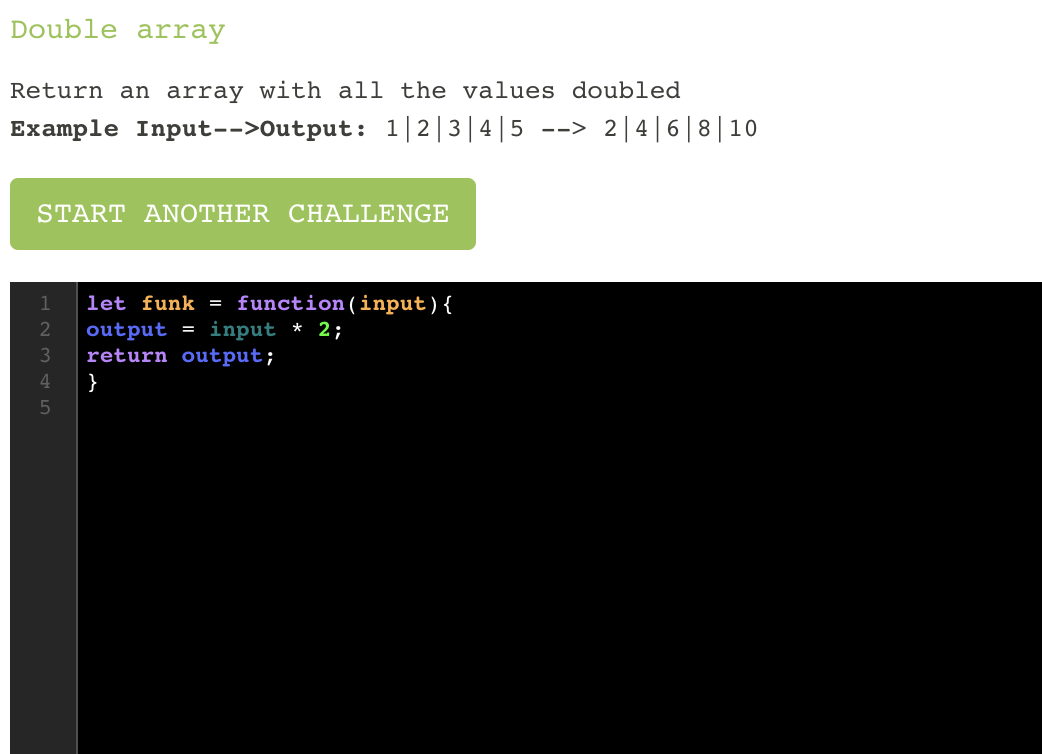 Double array
Return an array with all the values doubled
Example Input-->Output: 1|2|3|4|5 --> 2|4|6|8|10
START ANOTHER CHALLENGE
1 let funk = function(input){
2 output = input * 2;
3 return output;
4 }
5